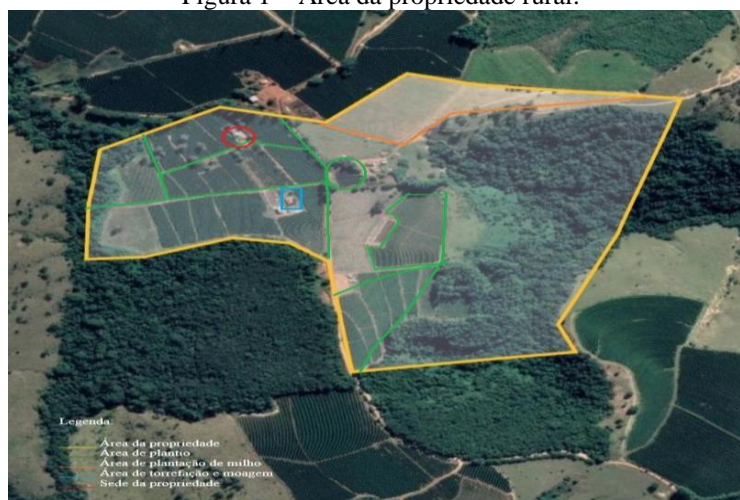 Figura 1 – Área da propriedade rural.
Legenda.
Área da propriedade
Área de plantio
Área de plantação de milho
Área de torrefação e moagem
Sede da propriedade